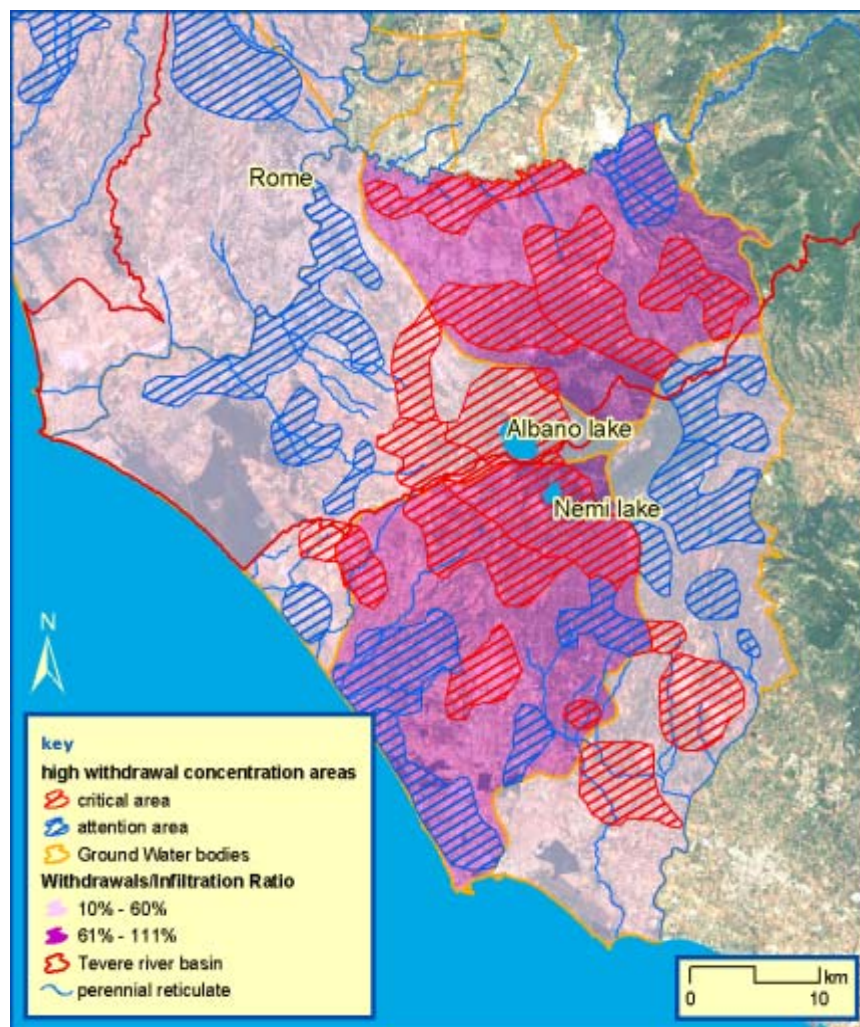 Rome
Albano lake
Nemi lake
N
key
high withdrawal concentration areas
critical area
attention area
Ground Water bodies
Withdrawals/Infiltration Ratio
10% - 60%
61% - 111%
Tevere river basin
perennial reticulate
km
0 10